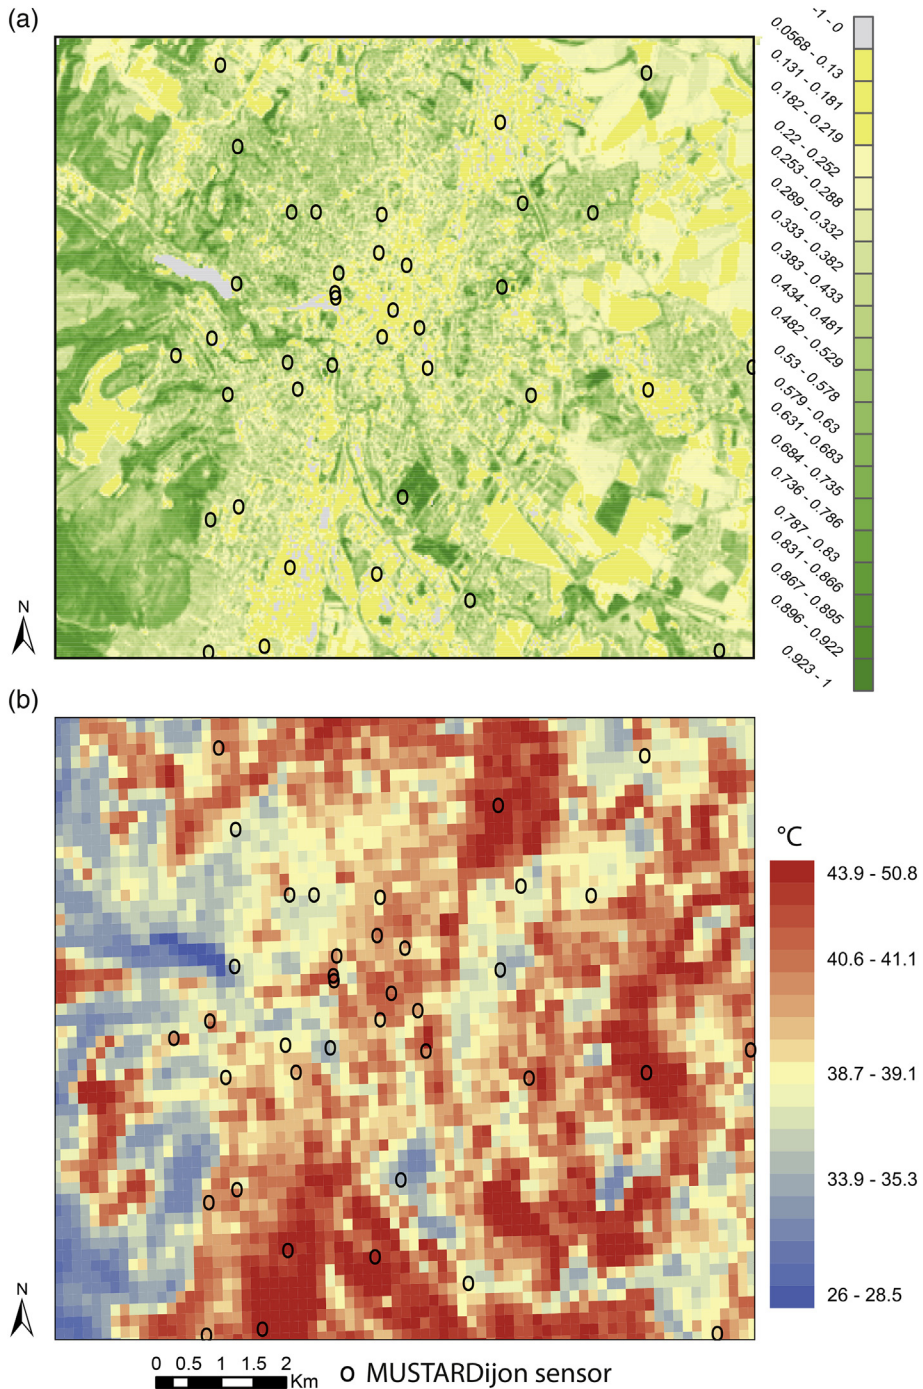 (a)
-1 - 0
0.0568 - 0.13
0.131 - 0.181
0.182 - 0.219
0.22 - 0.252
0.253 - 0.288
0.289 - 0.332
0.333 - 0.382
0.383 - 0.433
0.434 - 0.481
0.482 - 0.529
0.53 - 0.578
0.579 - 0.63
0.631 - 0.683
0.684 - 0.735
0.736 - 0.786
0.787 - 0.83
0.831 - 0.866
0.867 - 0.895
0.896 - 0.922
0.923 - 1
N
(b)
°C
43.9 - 50.8
40.6 - 41.1
38.7 - 39.1
33.9 - 35.3
26 - 28.5
N
0 0.5 1 1.5 2
Km
o MUSTARDijon sensor